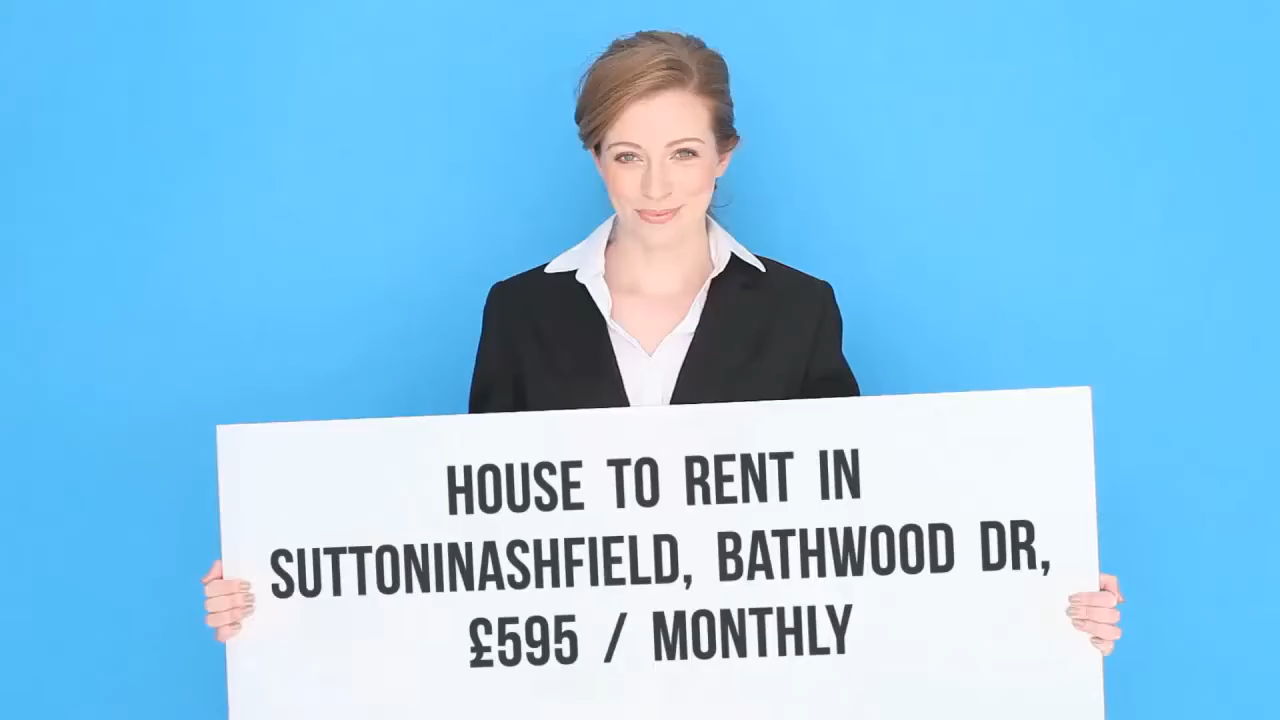 HOUSE TO RENT IN
SUTTONINASHFIELD, BATHWOOD DR,
£595 / MONTHLY